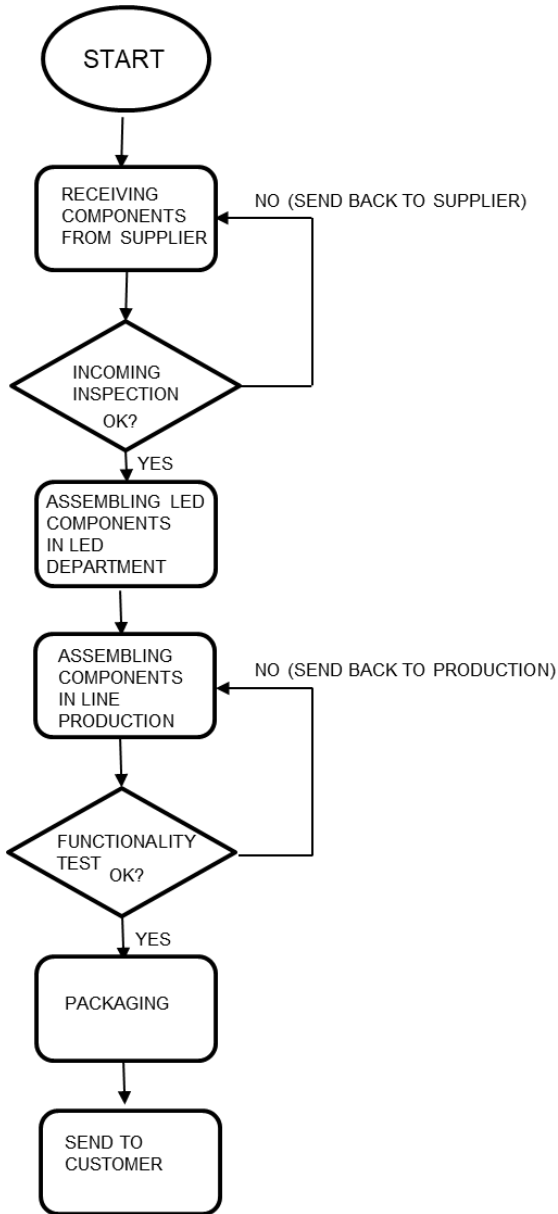 START
RECEIVING
COMPONENTS
FROM SUPPLIER
NO (SEND BACK TO SUPPLIER)
INCOMING
INSPECTION
OK?
YES
ASSEMBLING LED
COMPONENTS
IN LED
DEPARTMENT
ASSEMBLING
COMPONENTS
IN LINE
PRODUCTION
NO (SEND BACK TO PRODUCTION)
FUNCTIONALITY
TEST OK?
YES
PACKAGING
SEND TO
CUSTOMER